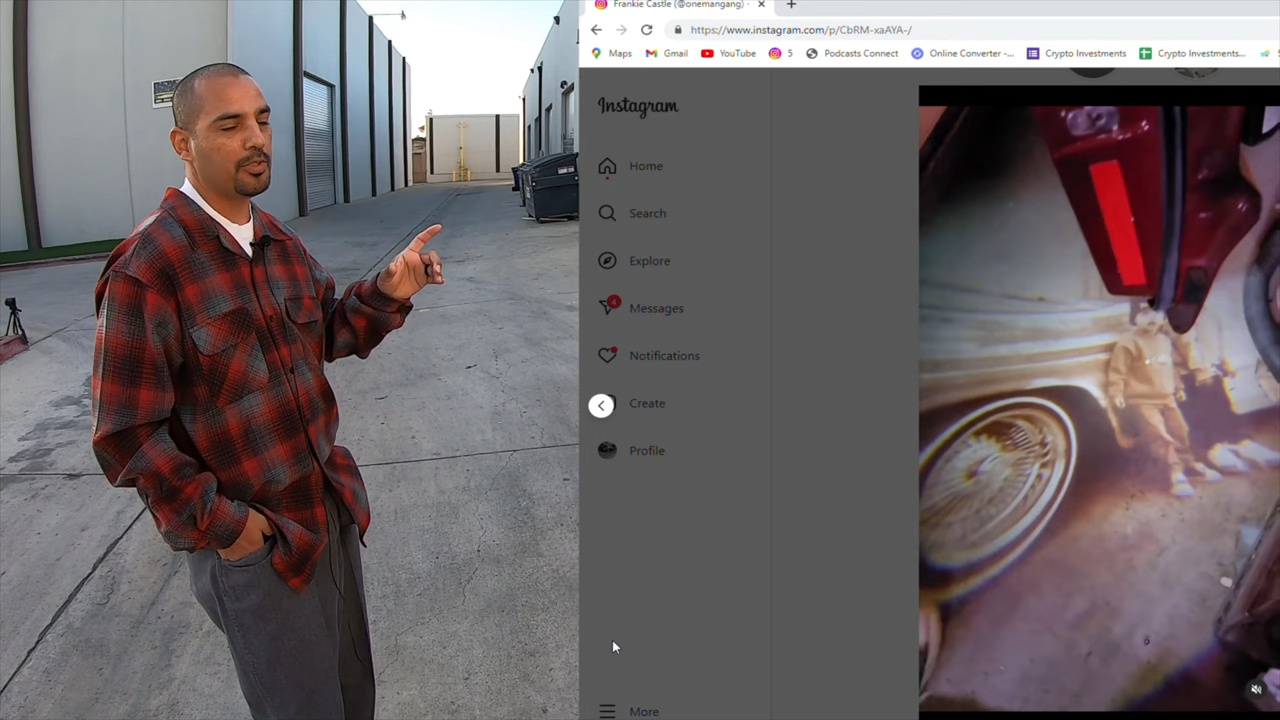 Frankie Castle (@onemangang) -
https://www.instagram.com/p/CbRM-xaAYA-/
Maps
Gmail
YouTube
5
Podcasts Connect
Online Converter -...
Crypto Investments
Crypto Investments...
Instagram
Home
Search
Explore
4
Messages
Notifications
Create
Profile
More